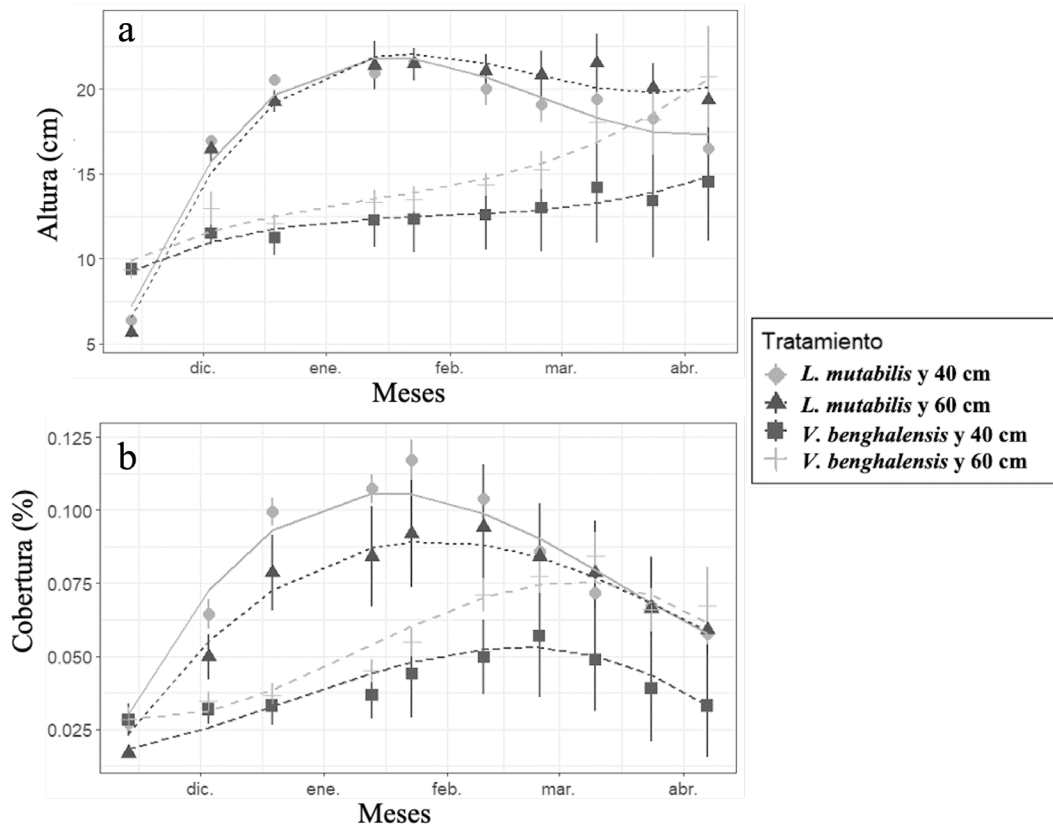 a
Altura (cm)
20
15
10
5
dic.
ene.
feb.
mar.
abr.
Meses
b
Cobertura (%)
0.125
0.100
0.075
0.050
0.025
dic.
ene.
feb.
mar.
abr.
Meses
Tratamiento
L. mutabilis y 40 cm
L. mutabilis y 60 cm
V. benghalensis y 40 cm
V. benghalensis y 60 cm